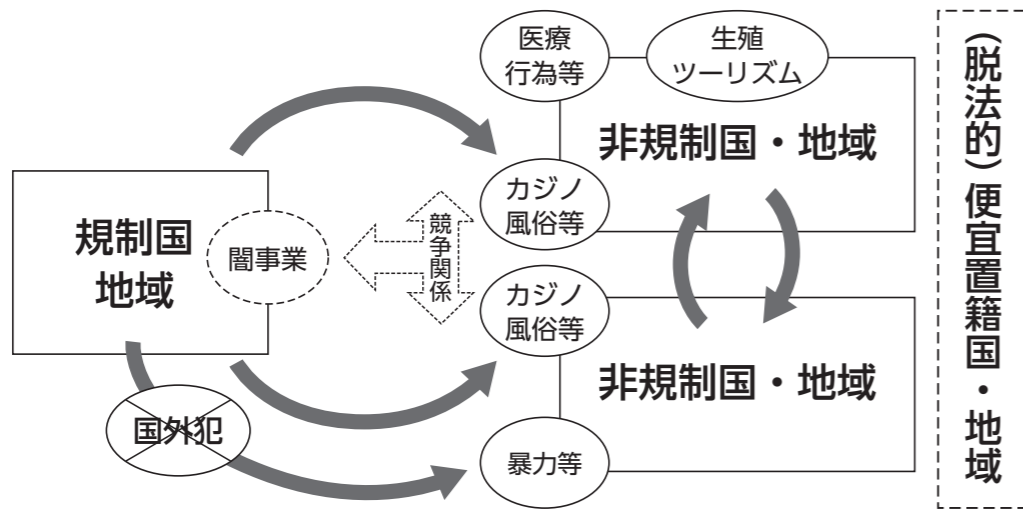 医療
行為等
生殖
ツーリズム
非規制国・地域
カジノ
風俗等
規制国
地域
闇事業
競争関係
カジノ
風俗等
非規制国・地域
国外犯
暴力等
（脱法的）便宜置籍国・地域